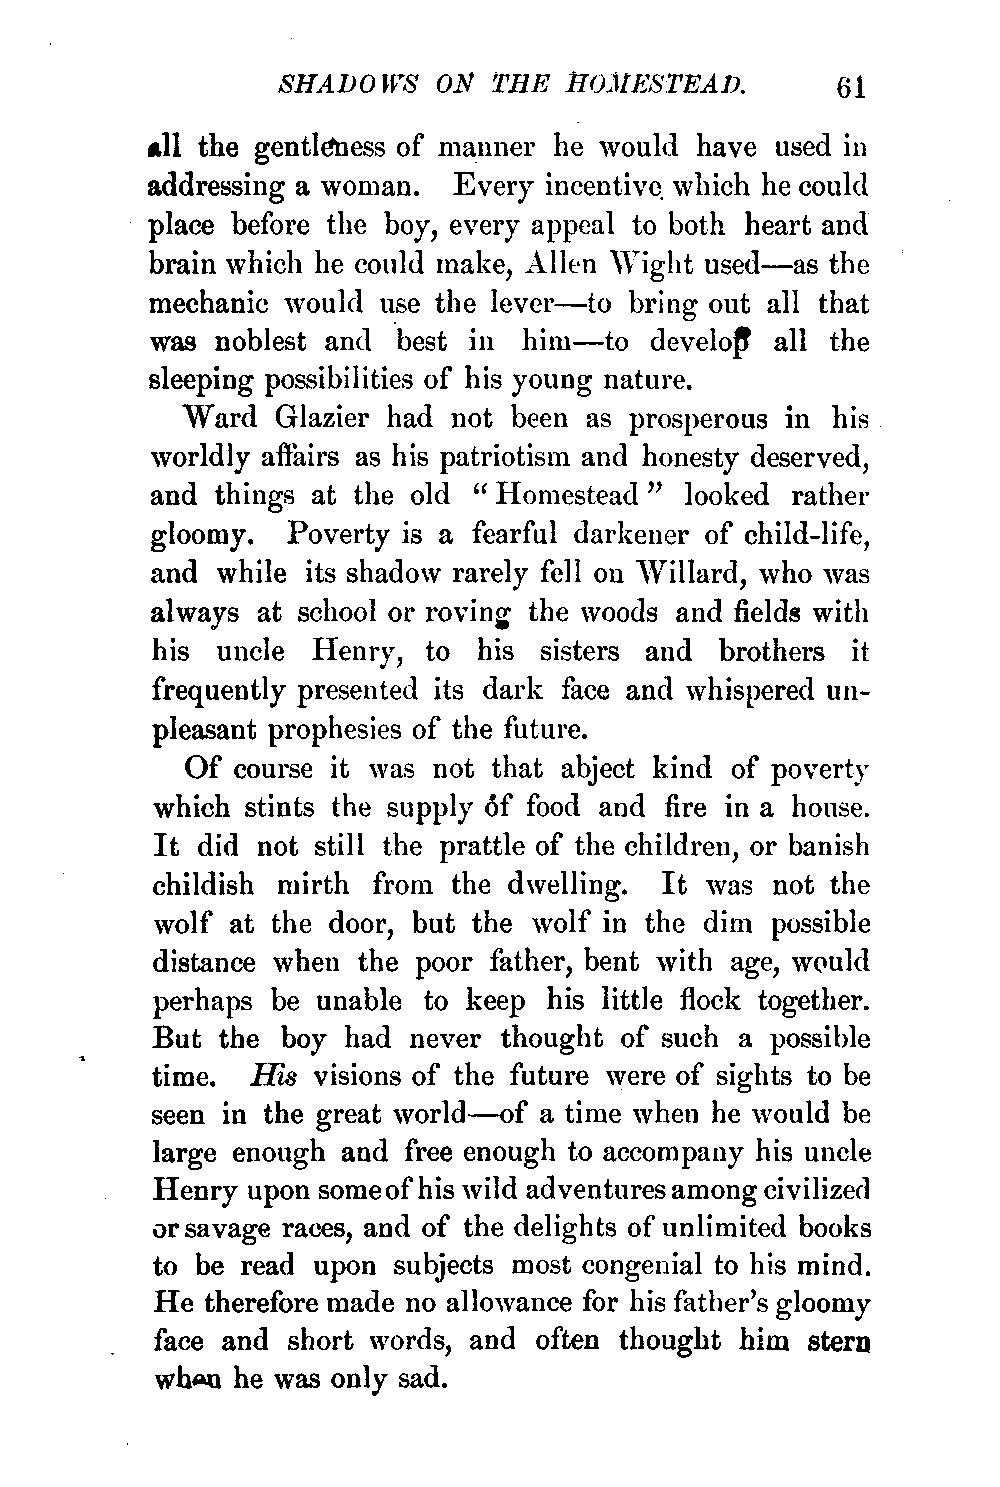 SHADOWS ON THE HOMESTEAD. 61
all the gentleness of manner he would have used in
addressing a woman. Every incentive which he could
place before the boy, every appeal to both heart and
brain which he could make, Allen Wight used—as the
mechanic would use the lever—to bring out all that
was noblest and best in him—to develop all the
sleeping possibilities of his young nature.
Ward Glazier had not been as prosperous in his
worldly affairs as his patriotism and honesty deserved,
and things at the old "Homestead" looked rather
gloomy. Poverty is a fearful darkener of child-life,
and while its shadow rarely fell on Willard, who was
always at school or roving the woods and fields with
his uncle Henry, to his sisters and brothers it
frequently presented its dark face and whispered un-
pleasant prophesies of the future.
Of course it was not that abject kind of poverty
which stints the supply of food and fire in a house.
It did not still the prattle of the children, or banish
childish mirth from the dwelling. It was not the
wolf at the door, but the wolf in the dim possible
distance when the poor father, bent with age, would
perhaps be unable to keep his little flock together.
But the boy had never thought of such a possible
time. His visions of the future were of sights to be
seen in the great world—of a time when he would be
large enough and free enough to accompany his uncle
Henry upon some of his wild adventures among civilized
or savage races, and of the delights of unlimited books
to be read upon subjects most congenial to his mind.
He therefore made no allowance for his father's gloomy
face and short words, and often thought him stern
when he was only sad.